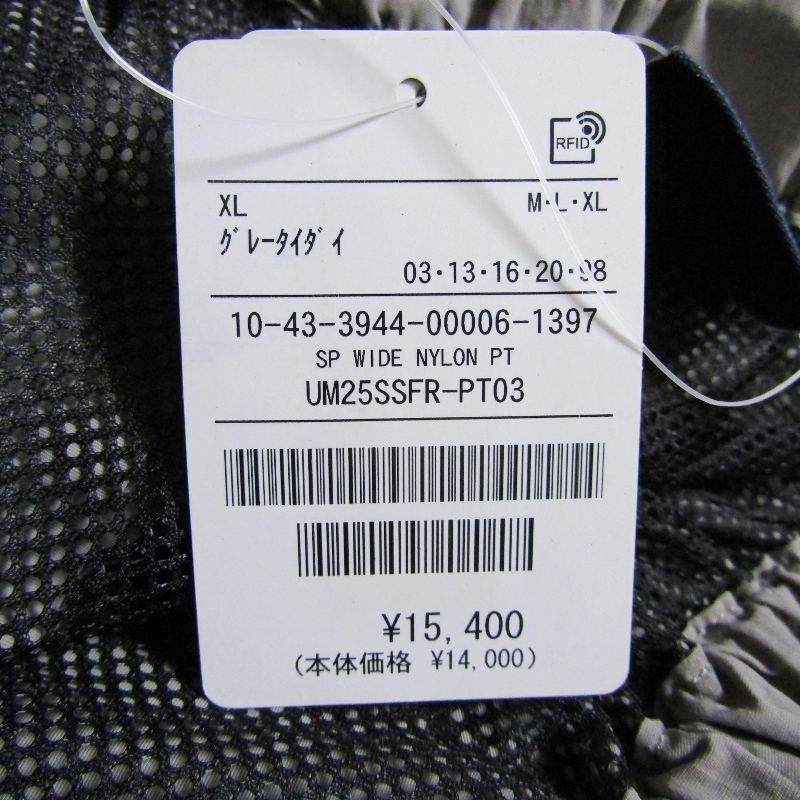 RFID
XL M・L・XL
ｸﾞﾚｰﾀｲﾀﾞｲ
03・13・16・20・98
10-43-3944-00006-1397
SP WIDE NYLON PT
UM25SSFR-PT03
¥15,400
(本体価格 ¥14,000)